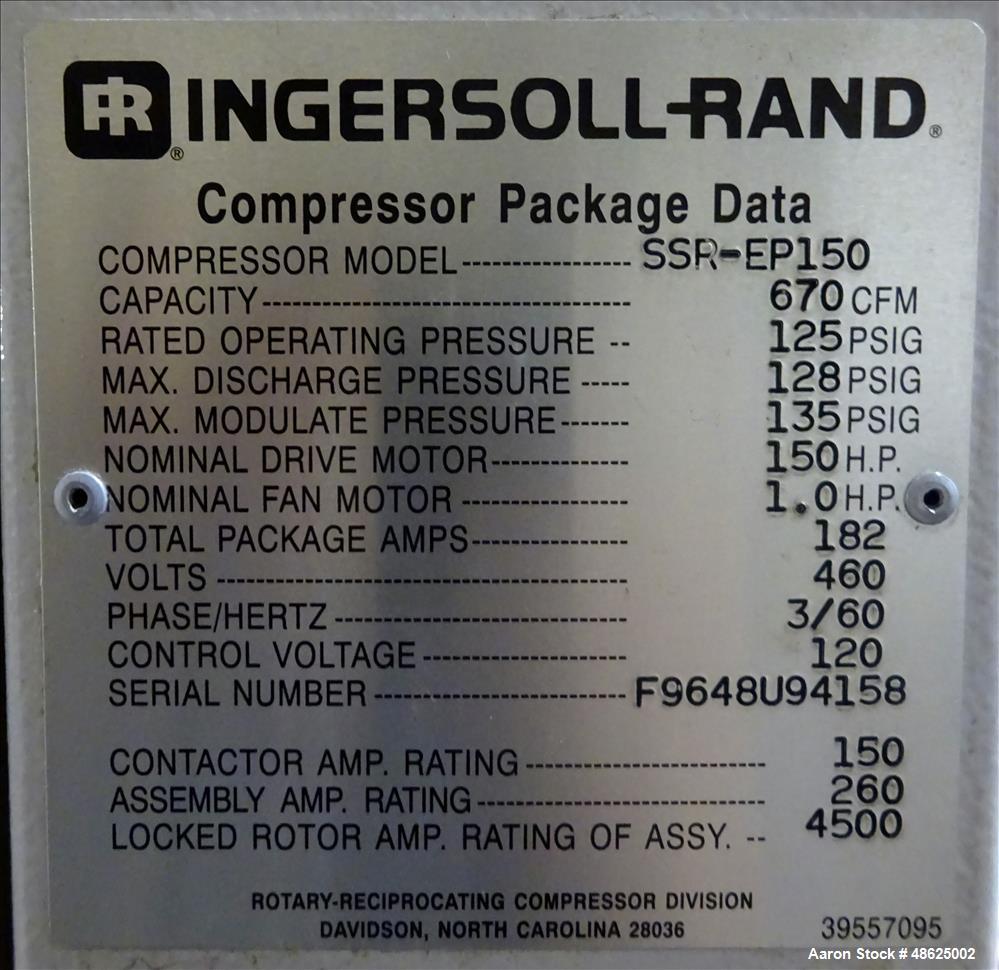 IR® INGERSOLL-RAND®
Compressor Package Data
COMPRESSOR MODEL----------------- SSR-EP150
CAPACITY------------------------------------- 670 CFM
RATED OPERATING PRESSURE -- 125 PSIG
MAX. DISCHARGE PRESSURE ----- 128 PSIG
MAX. MODULATE PRESSURE------- 135 PSIG
NOMINAL DRIVE MOTOR-------------- 150 H.P.
NOMINAL FAN MOTOR ----------------- 1.0 H.P.
TOTAL PACKAGE AMPS---------------- 182
VOLTS ------------------------------------------ 460
PHASE/HERTZ ------------------------------ 3/60
CONTROL VOLTAGE --------------------- 120
SERIAL NUMBER -------------------------- F9648U94158
CONTACTOR AMP. RATING ------------------------ 150
ASSEMBLY AMP. RATING----------------------------- 260
LOCKED ROTOR AMP. RATING OF ASSY. -- 4500
ROTARY-RECIPROCATING COMPRESSOR DIVISION
DAVIDSON, NORTH CAROLINA 28036 39557095
Aaron Stock # 48625002